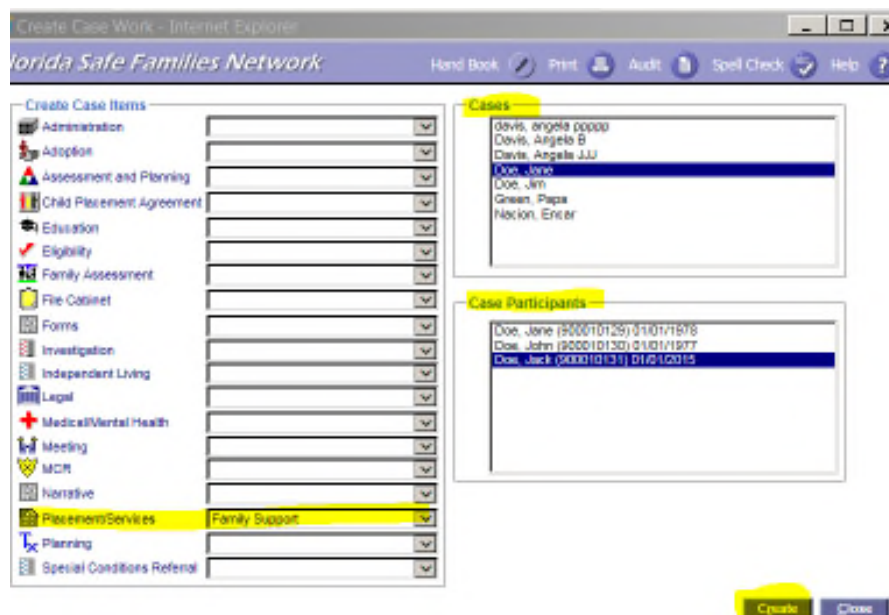 Create Case Work - Internet Explorer
lorida Safe Families Network
Hand Book Print Audit Spell Check Help ?
Create Case Items
Administration
Adoption
Assessment and Planning
Child Placement Agreement
Education
Eligibility
Family Assessment
File Cabinet
Forms
Investigation
Independent Living
Legal
Medical/Mental Health
Meeting
MCR
Narrative
Placement/Services Family Support
Tx Planning
Special Conditions Referral
Cases
davis, angela ppppp
Davis, Angela B
Davis, Angela JJJ
Doe, Jane
Doe, Jim
Green, Papa
Nacion, Encar
Case Participants
Doe, Jane (900010129) 01/01/1978
Doe, John (900010130) 01/01/1977
Doe, Jack (900010131) 01/01/2015
Create Close